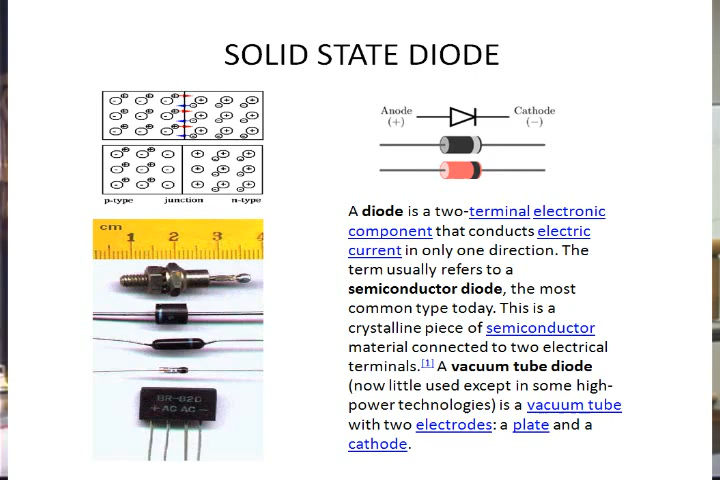 SOLID STATE DIODE
p-type junction n-type
Anode Cathode
(+) (−)
cm
1 2 3 4
BR-82C
+ AC AC −
A diode is a two-terminal electronic
component that conducts electric
current in only one direction. The
term usually refers to a
semiconductor diode, the most
common type today. This is a
crystalline piece of semiconductor
material connected to two electrical
terminals.[1] A vacuum tube diode
(now little used except in some high-
power technologies) is a vacuum tube
with two electrodes: a plate and a
cathode.